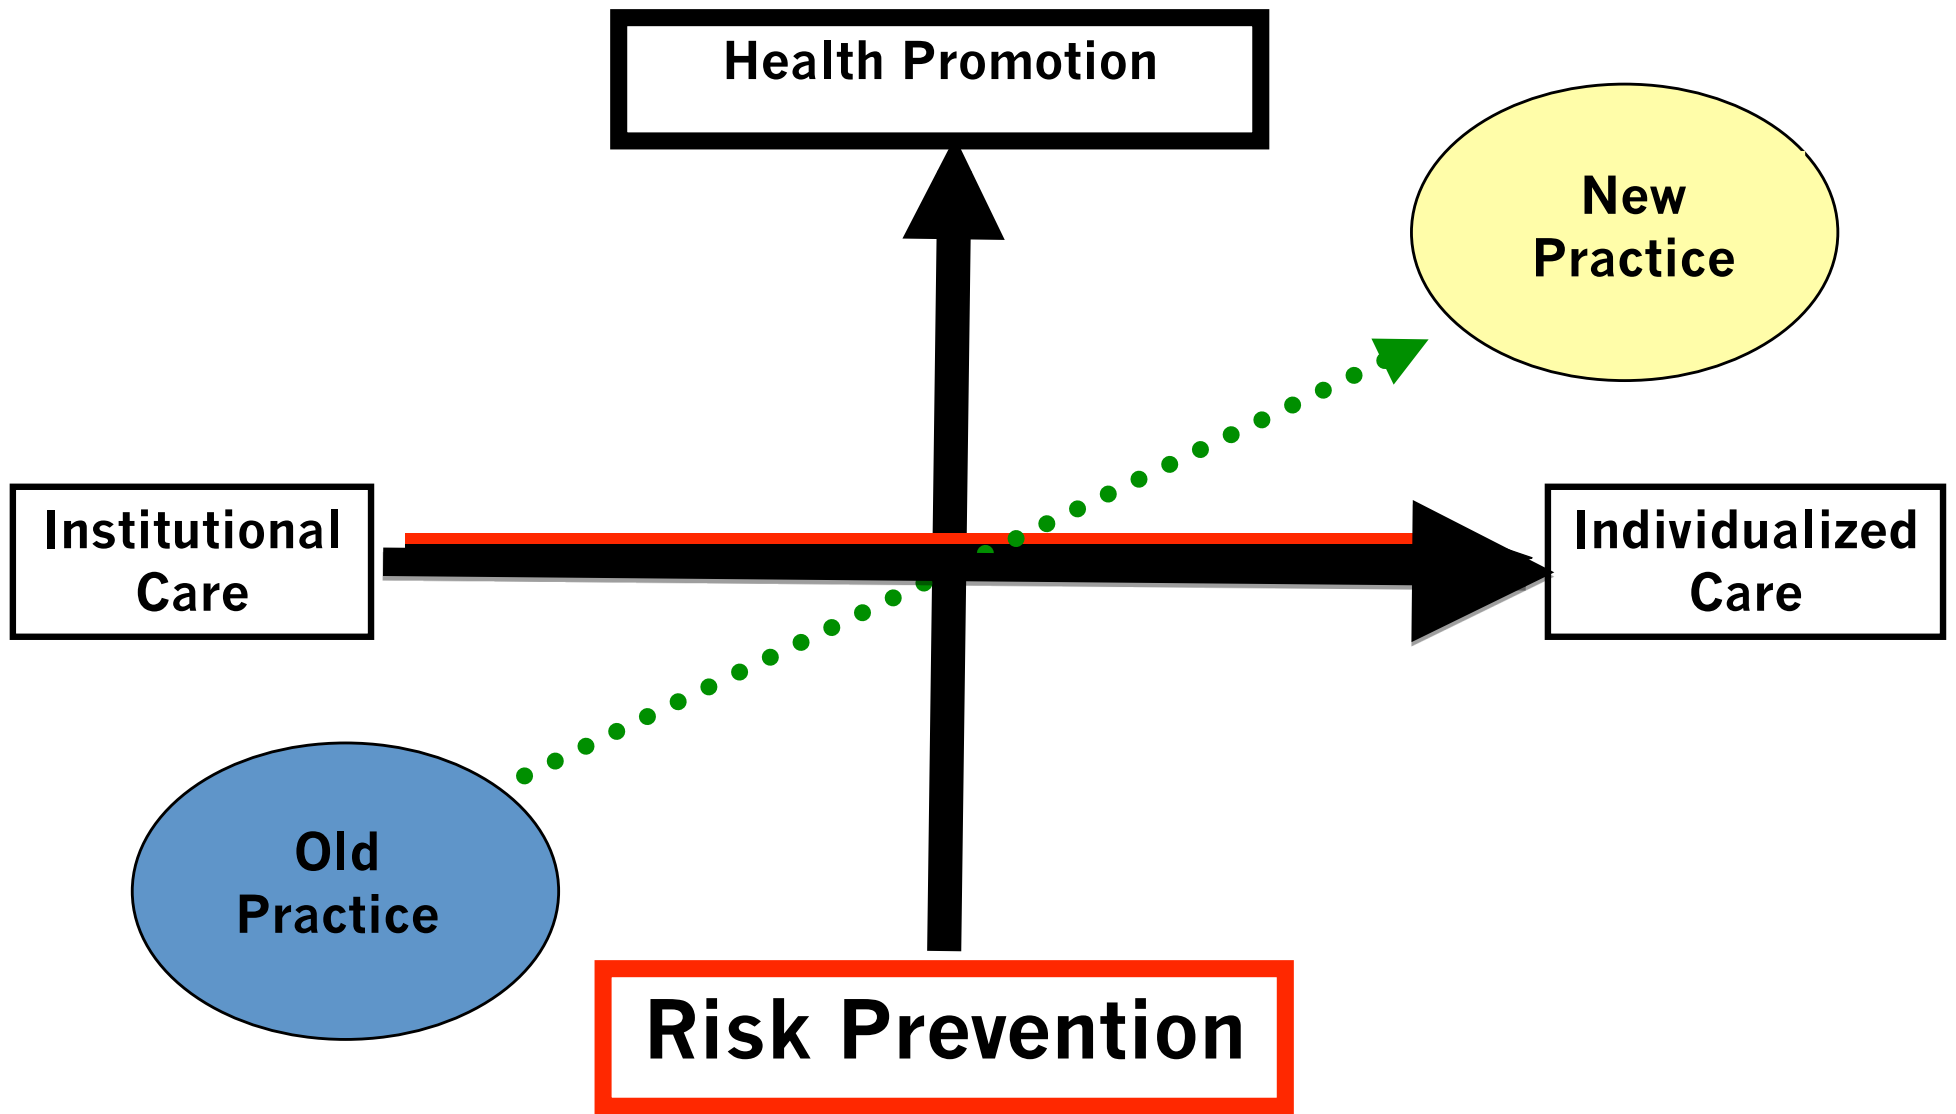 Health Promotion
New
Practice
Institutional
Care
Individualized
Care
Old
Practice
Risk Prevention